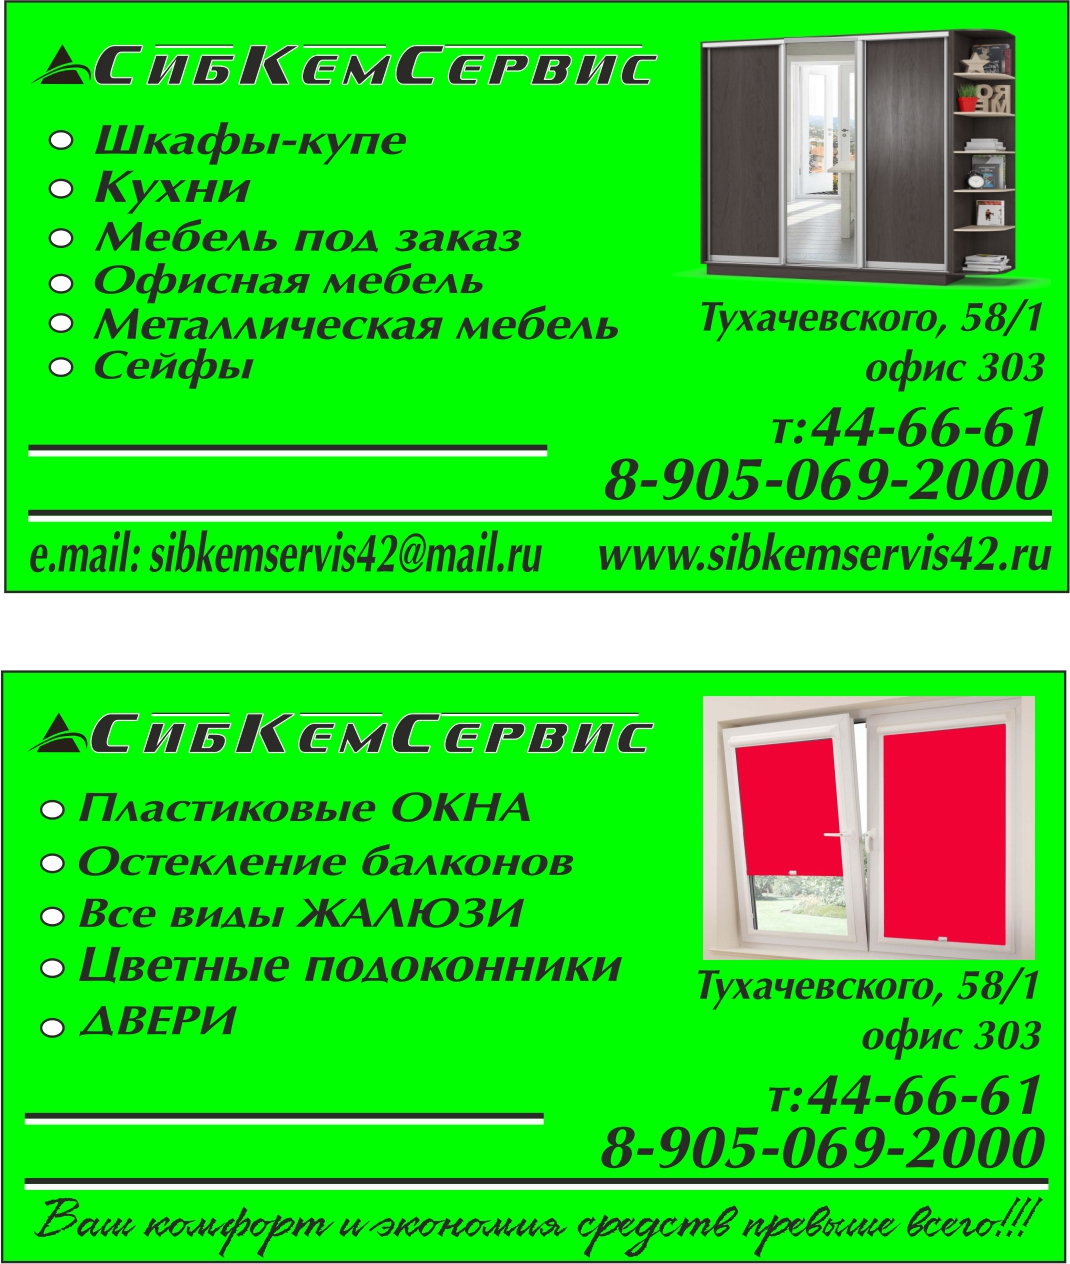 СибКемСервис
Шкафы-купе
Кухни
Мебель под заказ
Офисная мебель
Металлическая мебель
Сейфы
RO
ME
Тухачевского, 58/1
офис 303
т:44-66-61
8-905-069-2000
e.mail: sibkemservis42@mail.ru www.sibkemservis42.ru
СибКемСервис
Пластиковые ОКНА
Остекление балконов
Все виды ЖАЛЮЗИ
Цветные подоконники
ДВЕРИ
Тухачевского, 58/1
офис 303
т:44-66-61
8-905-069-2000
Ваш комфорт и экономия средств превыше всего!!!